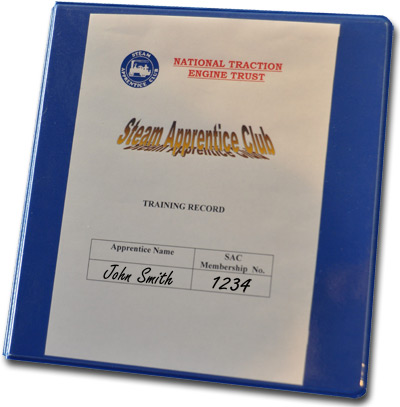 STEAM
APPRENTICE CLUB
NATIONAL TRACTION
ENGINE TRUST
Steam Apprentice Club
TRAINING RECORD
Apprentice Name
SAC
Membership No.
John Smith
1234